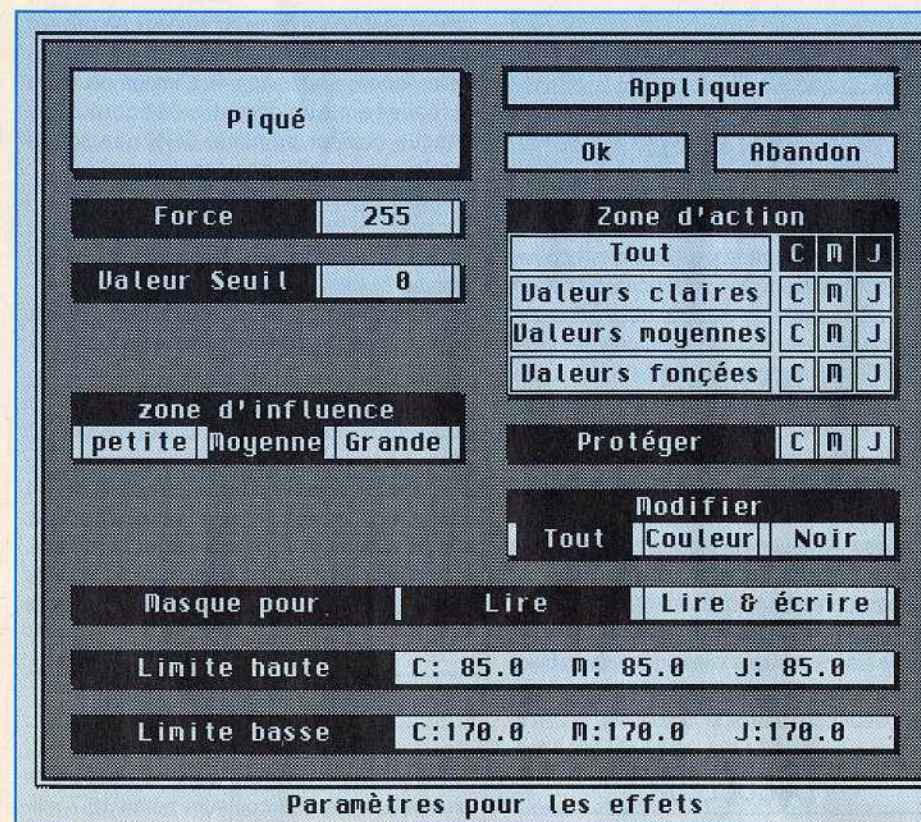 Piqué
Appliquer
Ok Abandon
Force 255
Valeur Seuil 0
Zone d'action
Tout C M J
Valeurs claires C M J
Valeurs moyennes C M J
Valeurs fonçées C M J
zone d'influence
petite Moyenne Grande
Protéger C M J
Modifier
Tout Couleur Noir
Masque pour Lire Lire & écrire
Limite haute C: 85.0 M: 85.0 J: 85.0
Limite basse C:170.0 M:170.0 J:170.0
Paramètres pour les effets